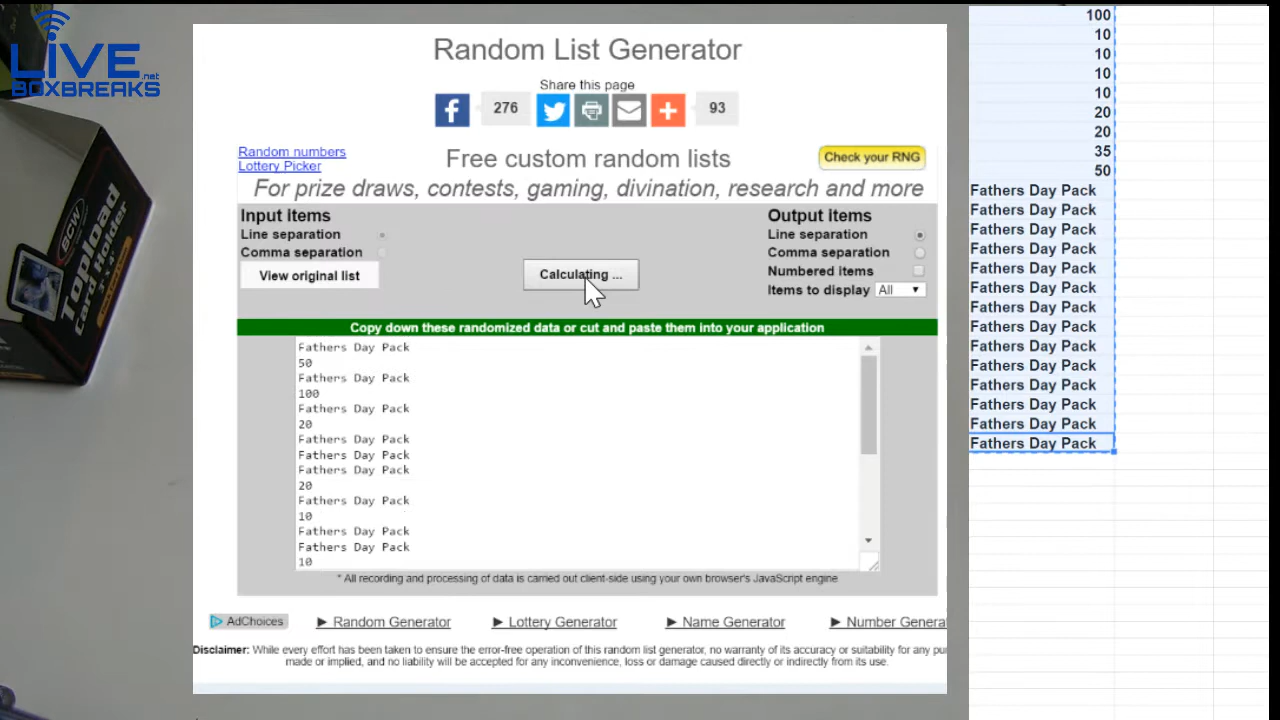 LIVE.net
BOXBREAKS
BCW
Topload
Card Holder
Random List Generator
Share this page
276
93
Random numbers
Lottery Picker
Free custom random lists
Check your RNG
For prize draws, contests, gaming, divination, research and more
Input items
Line separation
Comma separation
View original list
Calculating ...
Output items
Line separation
Comma separation
Numbered items
Items to display All
Copy down these randomized data or cut and paste them into your application
Fathers Day Pack
50
Fathers Day Pack
100
Fathers Day Pack
20
Fathers Day Pack
Fathers Day Pack
Fathers Day Pack
20
Fathers Day Pack
10
Fathers Day Pack
Fathers Day Pack
10
* All recording and processing of data is carried out client-side using your own browser's JavaScript engine
AdChoices
► Random Generator
► Lottery Generator
► Name Generator
► Number Genera
Disclaimer: While every effort has been taken to ensure the error-free operation of this random list generator, no warranty of its accuracy or suitability for any pur
made or implied, and no liability will be accepted for any inconvenience, loss or damage caused directly or indirectly from its use.
100
10
10
10
10
20
20
35
50
Fathers Day Pack
Fathers Day Pack
Fathers Day Pack
Fathers Day Pack
Fathers Day Pack
Fathers Day Pack
Fathers Day Pack
Fathers Day Pack
Fathers Day Pack
Fathers Day Pack
Fathers Day Pack
Fathers Day Pack
Fathers Day Pack
Fathers Day Pack